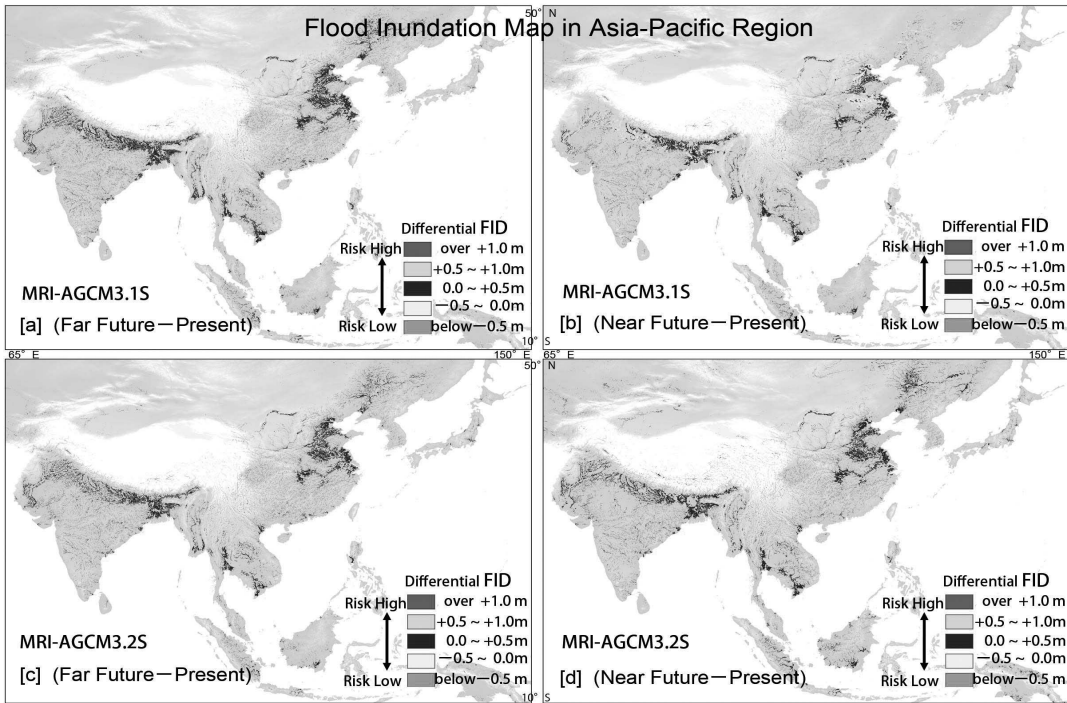 Flood Inundation Map in Asia-Pacific Region
50° N
Differential FID
Risk High
over +1.0 m
+0.5 ~ +1.0m
0.0 ~ +0.5m
−0.5 ~ 0.0m
Risk Low
below−0.5 m
MRI-AGCM3.1S
[a] (Far Future−Present)
Differential FID
Risk High
over +1.0 m
+0.5 ~ +1.0m
0.0 ~ +0.5m
−0.5 ~ 0.0m
Risk Low
below−0.5 m
MRI-AGCM3.1S
[b] (Near Future−Present)
10° S
65° E
150° E
65° E
150° E
50° N
Differential FID
Risk High
over +1.0 m
+0.5 ~ +1.0m
0.0 ~ +0.5m
−0.5 ~ 0.0m
Risk Low
below−0.5 m
MRI-AGCM3.2S
[c] (Far Future−Present)
Differential FID
Risk High
over +1.0 m
+0.5 ~ +1.0m
0.0 ~ +0.5m
−0.5 ~ 0.0m
Risk Low
below−0.5 m
MRI-AGCM3.2S
[d] (Near Future−Present)
10° S